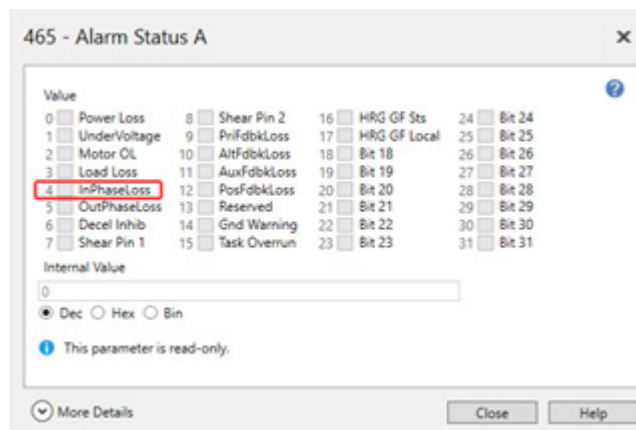 465 - Alarm Status A
Value
0 Power Loss 8 Shear Pin 2 16 HRG GF Sts 24 Bit 24
1 UnderVoltage 9 PriFdbkLoss 17 HRG GF Local 25 Bit 25
2 Motor OL 10 AltFdbkLoss 18 Bit 18 26 Bit 26
3 Load Loss 11 AuxFdbkLoss 19 Bit 19 27 Bit 27
4 InPhaseLoss 12 PosFdbkLoss 20 Bit 20 28 Bit 28
5 OutPhaseLoss 13 Reserved 21 Bit 21 29 Bit 29
6 Decel Inhib 14 Gnd Warning 22 Bit 22 30 Bit 30
7 Shear Pin 1 15 Task Overrun 23 Bit 23 31 Bit 31
Internal Value
0
Dec Hex Bin
This parameter is read-only.
More Details Close Help